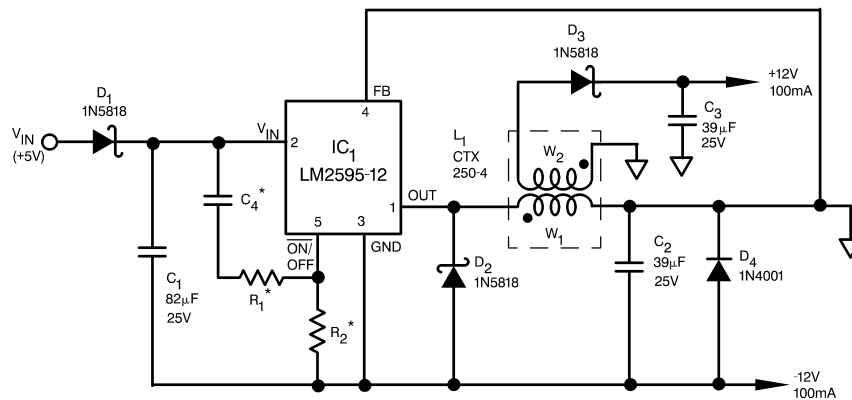 D3
1N5818
+12V
100mA
D1
1N5818
FB
4
C3
39µF
25V
VIN
(+5V)
VIN
2
IC1
LM2595-12
L1
CTX
250-4
W2
C4*
OUT
1
W1
5
3
ON/
OFF
GND
C1
82µF
25V
R1*
D2
1N5818
C2
39µF
25V
D4
1N4001
R2*
-12V
100mA